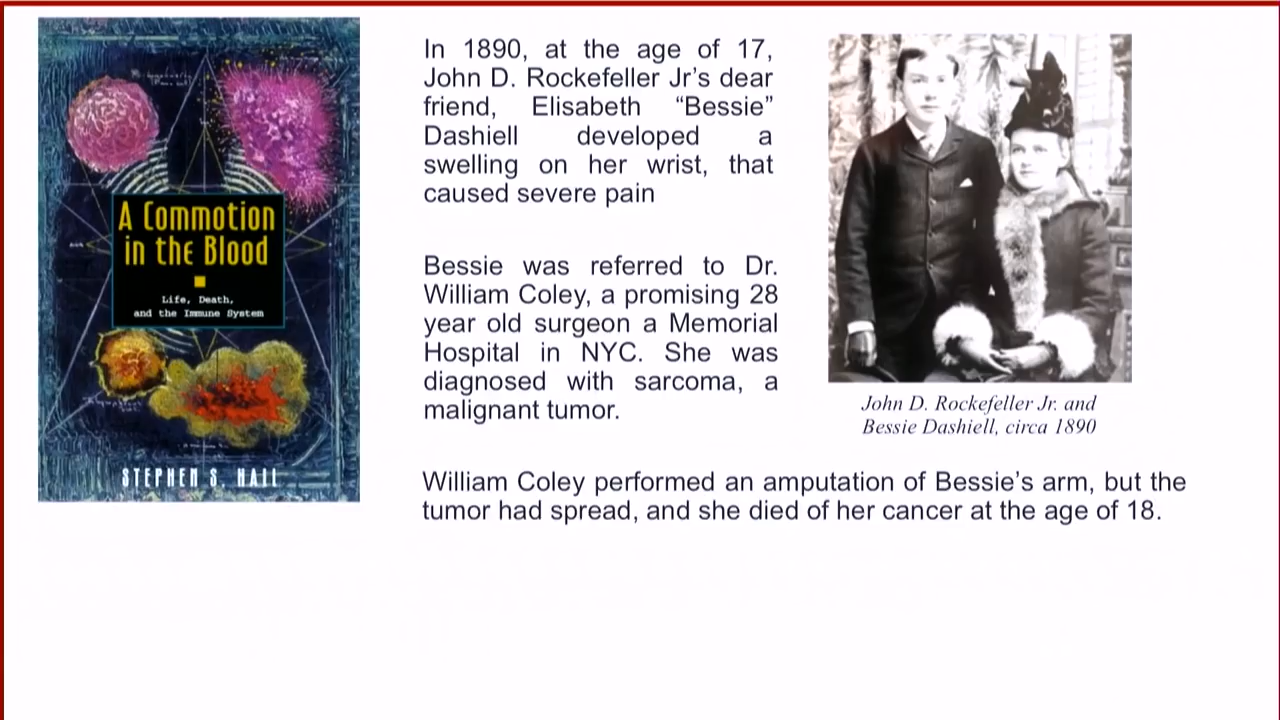 A Commotion
in the Blood
Life, Death,
and the Immune System
STEPHEN S. HALL
In 1890, at the age of 17,
John D. Rockefeller Jr's dear
friend, Elisabeth “Bessie”
Dashiell developed a
swelling on her wrist, that
caused severe pain
Bessie was referred to Dr.
William Coley, a promising 28
year old surgeon a Memorial
Hospital in NYC. She was
diagnosed with sarcoma, a
malignant tumor.
John D. Rockefeller Jr. and
Bessie Dashiell, circa 1890
William Coley performed an amputation of Bessie’s arm, but the
tumor had spread, and she died of her cancer at the age of 18.